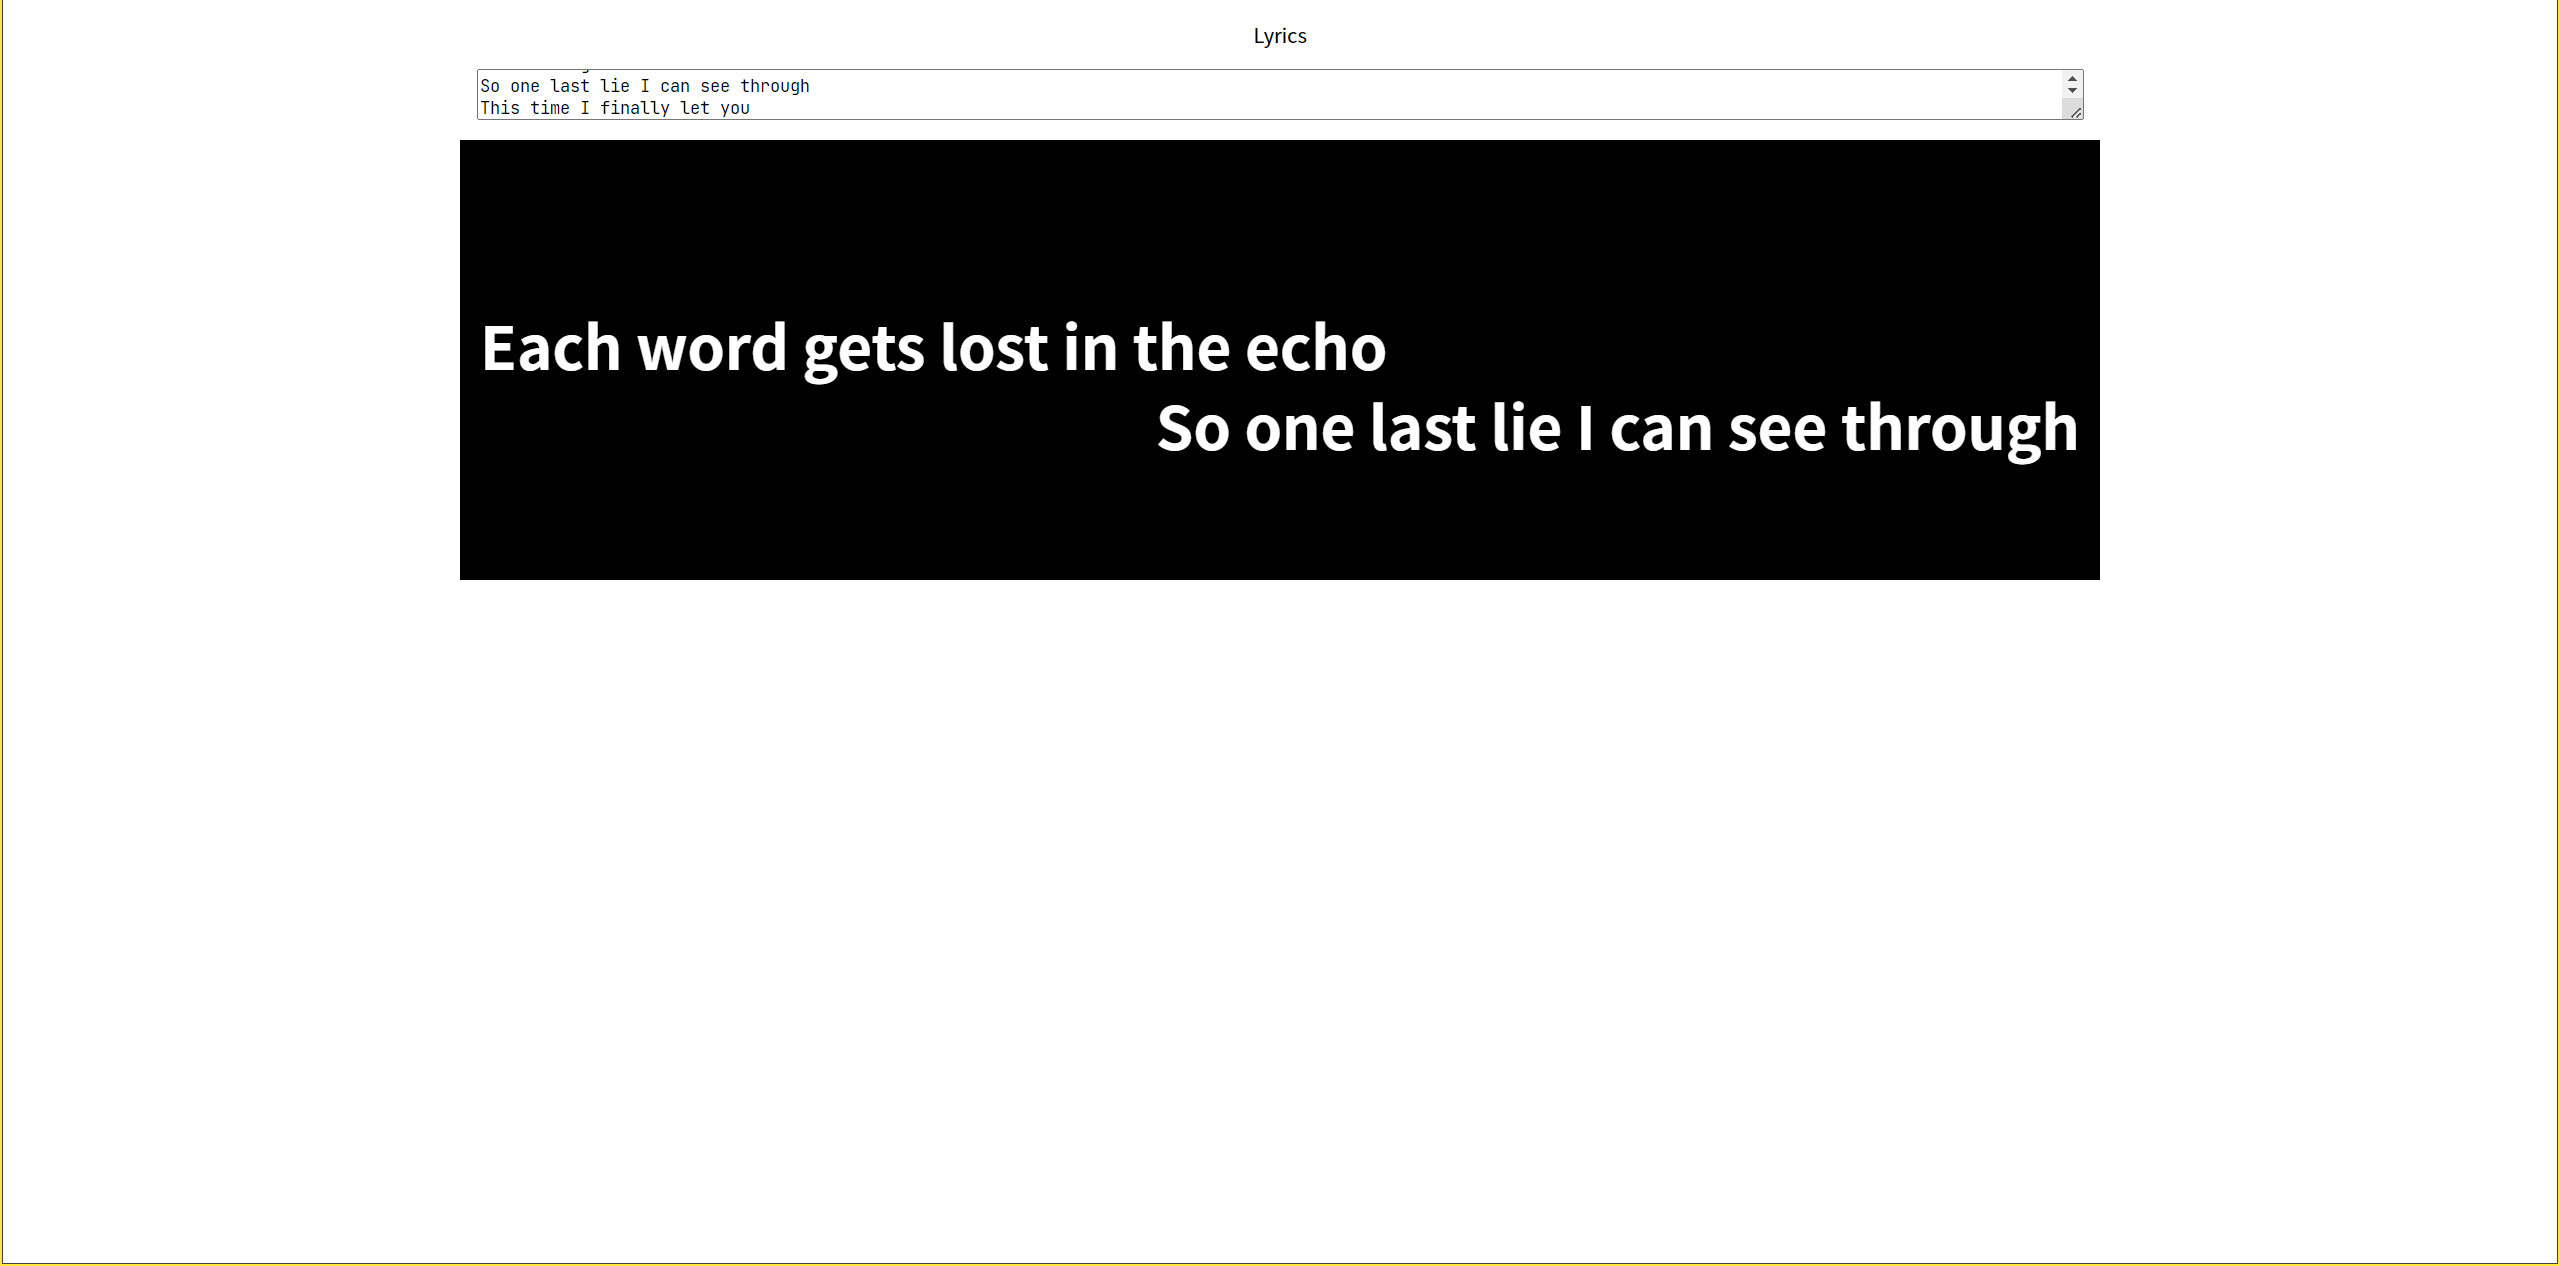 Lyrics
So one last lie I can see through
This time I finally let you
Each word gets lost in the echo
So one last lie I can see through